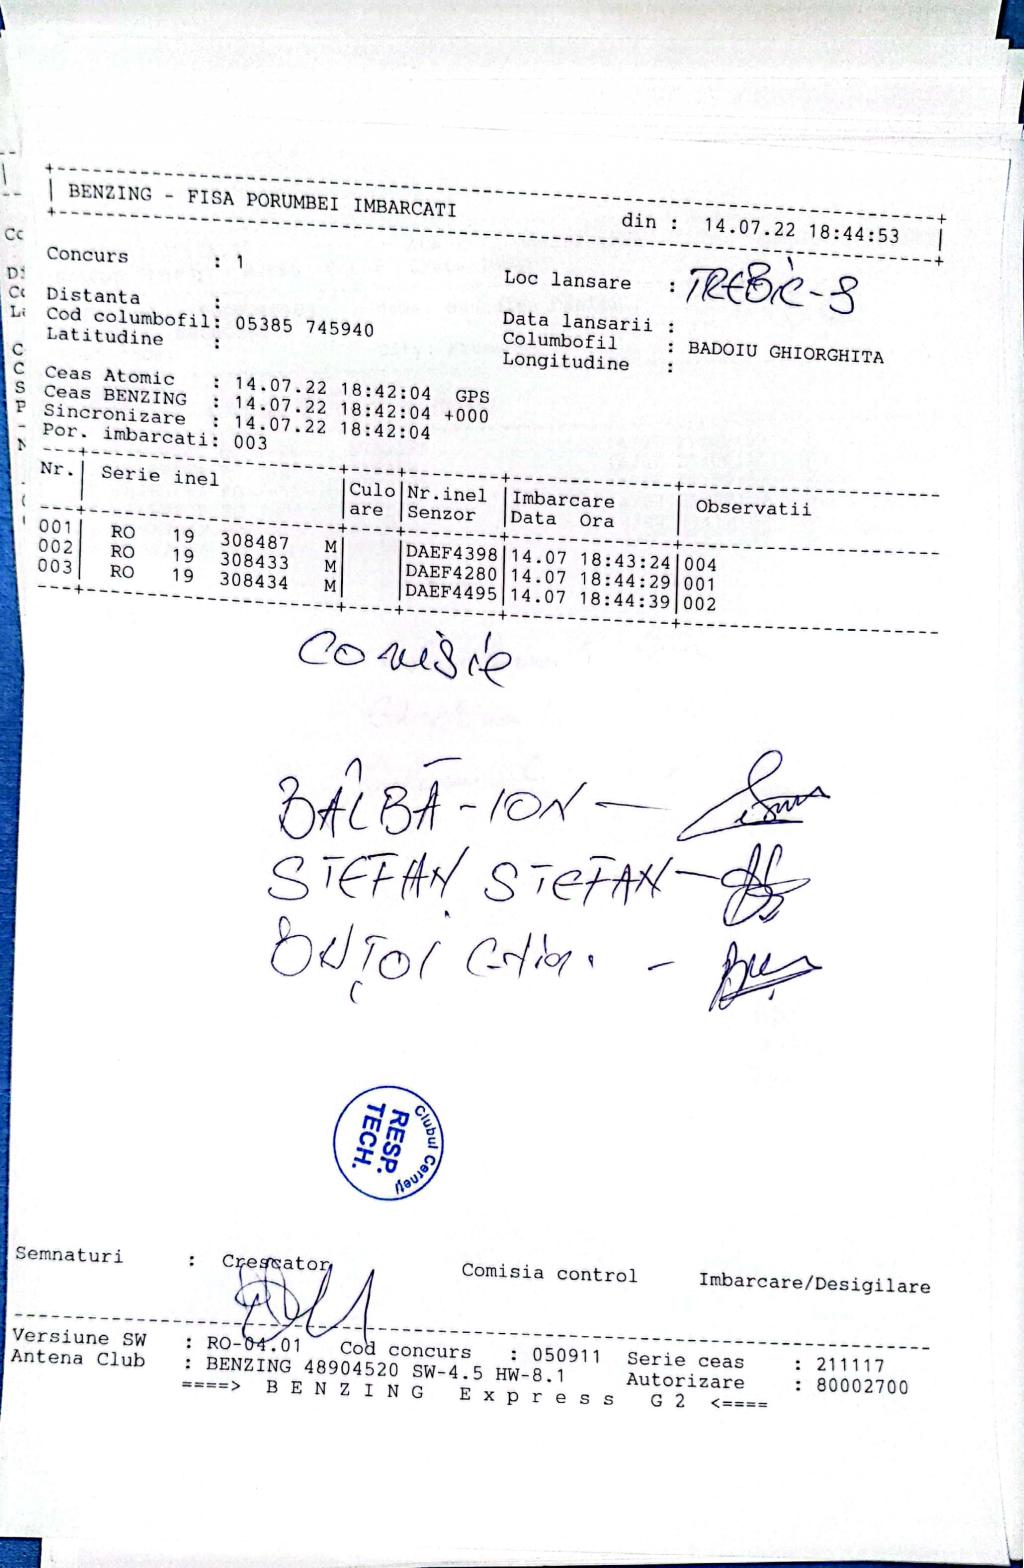 BENZING - FISA PORUMBEI IMBARCATI din : 14.07.22 18:44:53
Concurs : 1 Loc lansare : TREBIC-S
Distanta : Data lansarii :
Cod columbofil: 05385 745940 Columbofil : BADOIU GHIORGHITA
Latitudine : Longitudine :
Ceas Atomic : 14.07.22 18:42:04 GPS
Ceas BENZING : 14.07.22 18:42:04 +000
Sincronizare : 14.07.22 18:42:04
Por. imbarcati: 003
Nr. | Serie inel | Culo | Nr.inel | Imbarcare | Observatii
are | Senzor | Data Ora
001| RO 19 308487 M| |DAEF4398|14.07 18:43:24|004
002| RO 19 308433 M| |DAEF4280|14.07 18:44:29|001
003| RO 19 308434 M| |DAEF4495|14.07 18:44:39|002
Comisie
BÂLBĂ-ION —
STEFAN STEFAN —
Clubul Cerneți
RESP.
TECH.
Semnaturi : Crescator Comisia control Imbarcare/Desigilare
Versiune SW : RO-04.01 Cod concurs : 050911 Serie ceas : 211117
Antena Club : BENZING 48904520 SW-4.5 HW-8.1 Autorizare : 80002700
====> B E N Z I N G E x p r e s s G 2 <====